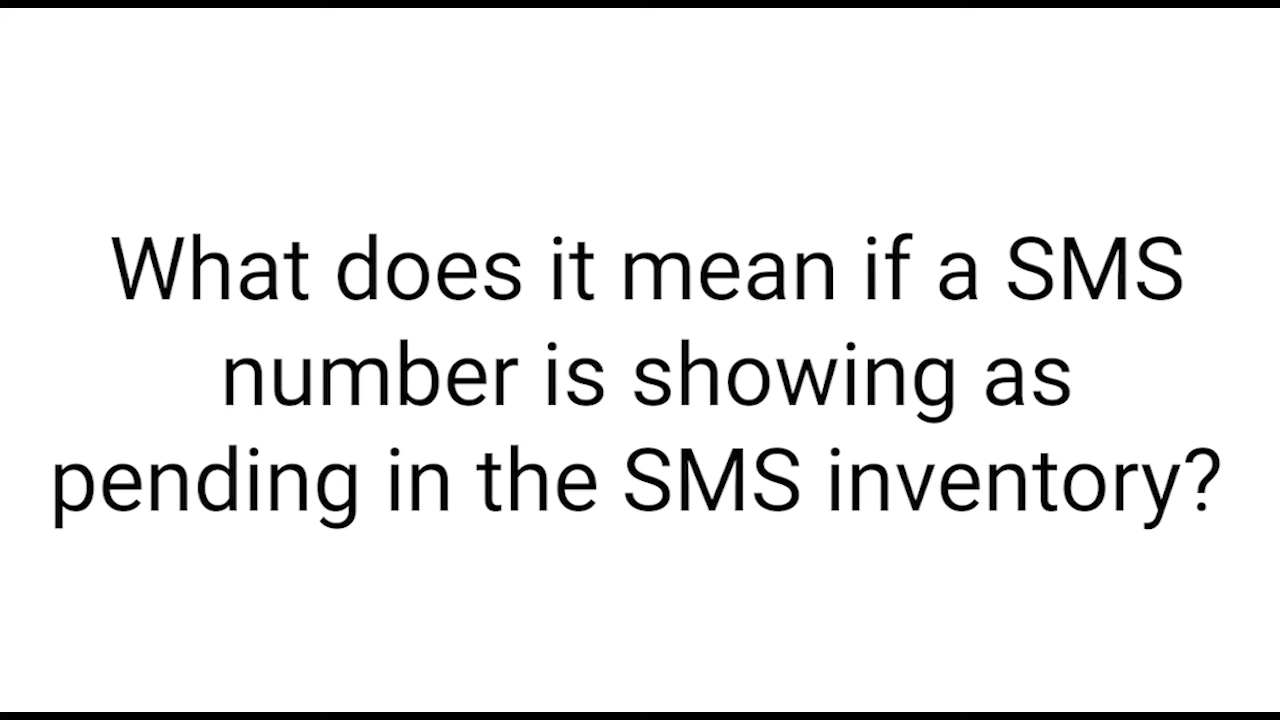 What does it mean if a SMS
number is showing as
pending in the SMS inventory?